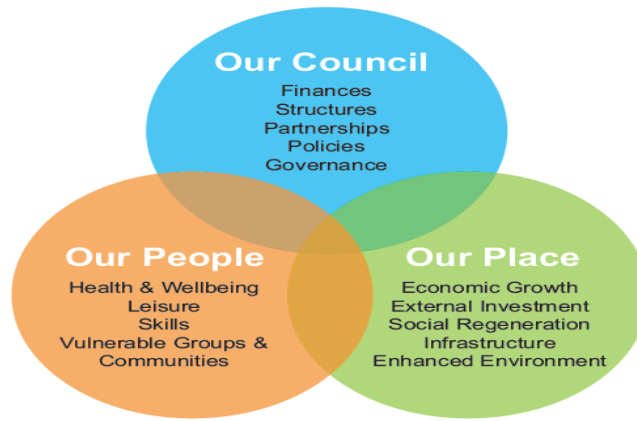 Our Council
Finances
Structures
Partnerships
Policies
Governance
Our People
Health & Wellbeing
Leisure
Skills
Vulnerable Groups &
Communities
Our Place
Economic Growth
External Investment
Social Regeneration
Infrastructure
Enhanced Environment